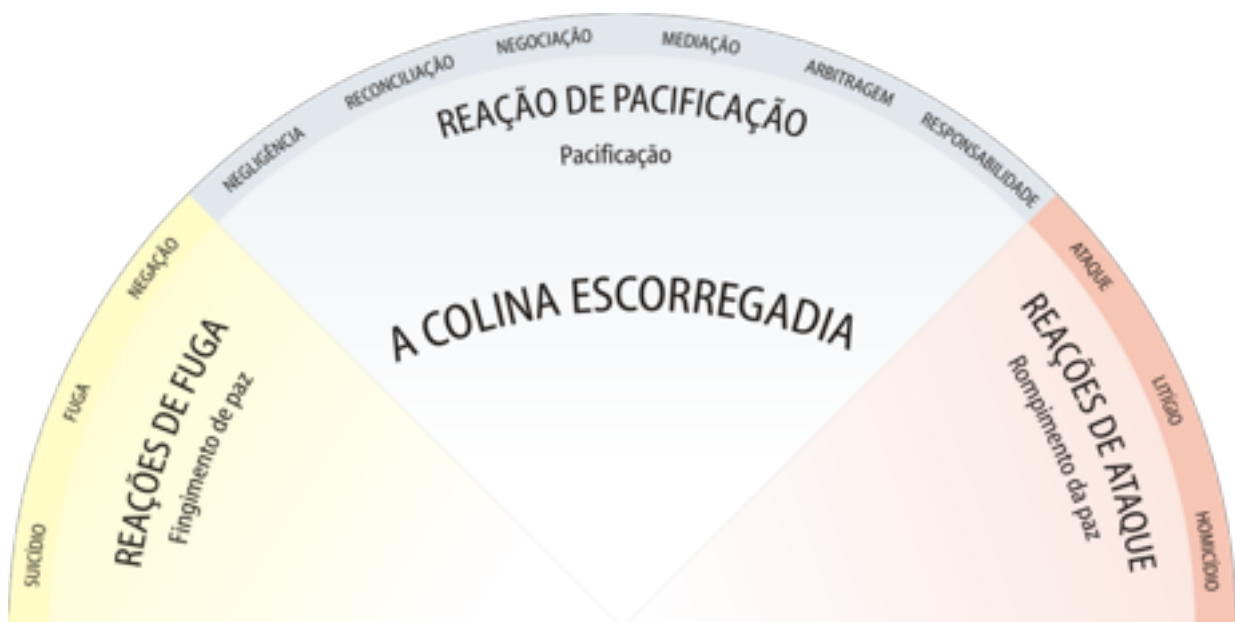 SUICÍDIO
FUGA
NEGAÇÃO
NEGLIGÊNCIA
RECONCILIAÇÃO
NEGOCIAÇÃO
MEDIAÇÃO
ARBITRAGEM
RESPONSABILIDADE
ATAQUE
LITÍGIO
HOMICÍDIO
REAÇÕES DE FUGA
Fingimento de paz
REAÇÃO DE PACIFICAÇÃO
Pacificação
A COLINA ESCORREGADIA
REAÇÕES DE ATAQUE
Rompimento da paz